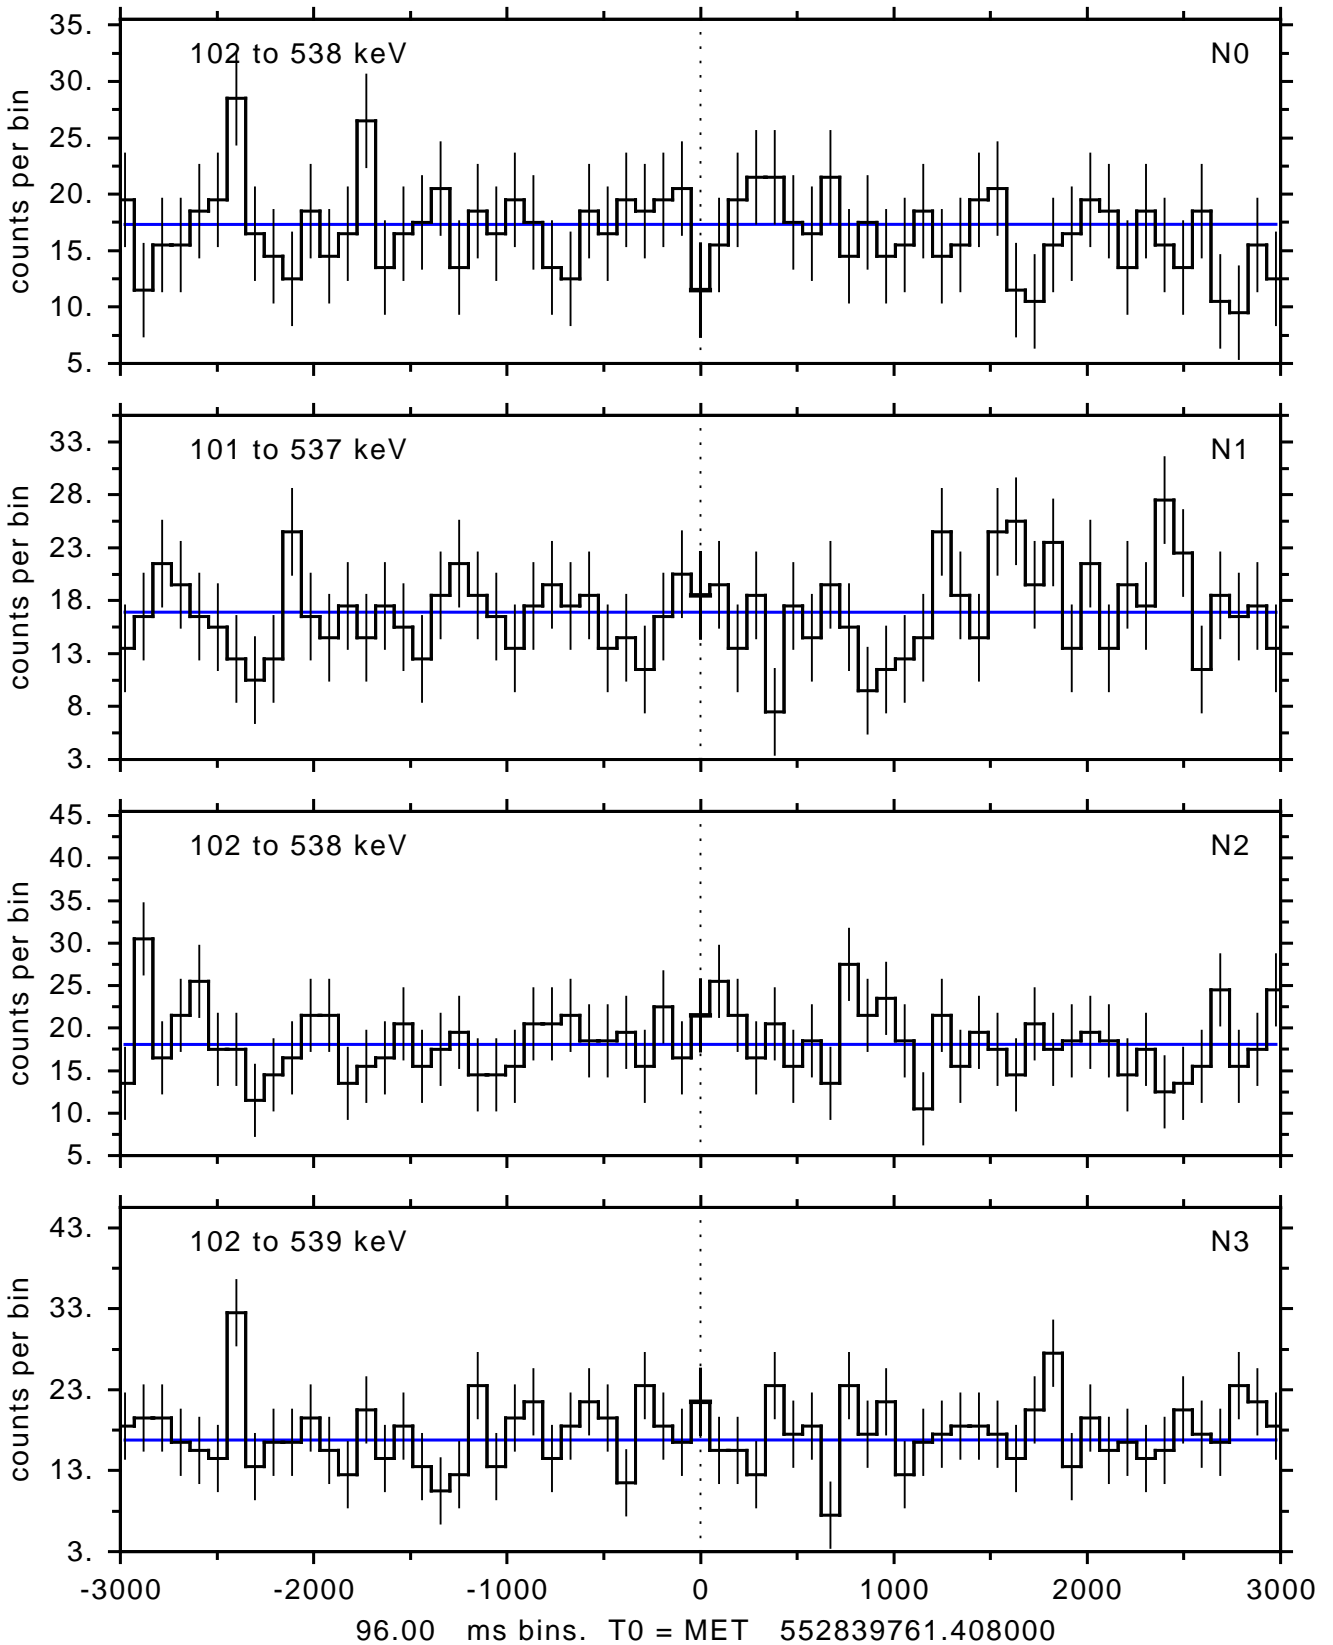 102 to 538 keV N0
35.
30.
25.
20.
15.
10.
5.
counts per bin
101 to 537 keV N1
33.
28.
23.
18.
13.
8.
3.
counts per bin
102 to 538 keV N2
45.
40.
35.
30.
25.
20.
15.
10.
5.
counts per bin
102 to 539 keV N3
43.
33.
23.
13.
3.
counts per bin
-3000 -2000 -1000 0 1000 2000 3000
96.00 ms bins. T0 = MET 552839761.408000